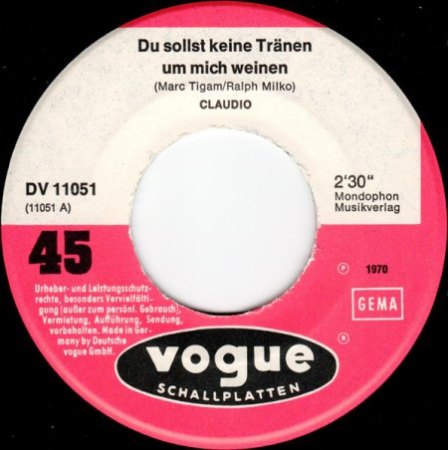 Du sollst keine Tränen
um mich weinen
(Marc Tigam/Ralph Milko)
CLAUDIO
DV 11051
(11051 A)
2'30"
Mondophon
Musikverlag
45
Urheber- und Leistungsschutz-
rechte, besonders Vervielfälti-
gung (außer zum persönl. Gebrauch),
Vermietung, Aufführung, Sendung,
vorbehalten. Made in Ger-
many by Deutsche
vogue GmbH.
℗ 1970
GEMA
vogue
SCHALLPLATTEN
®